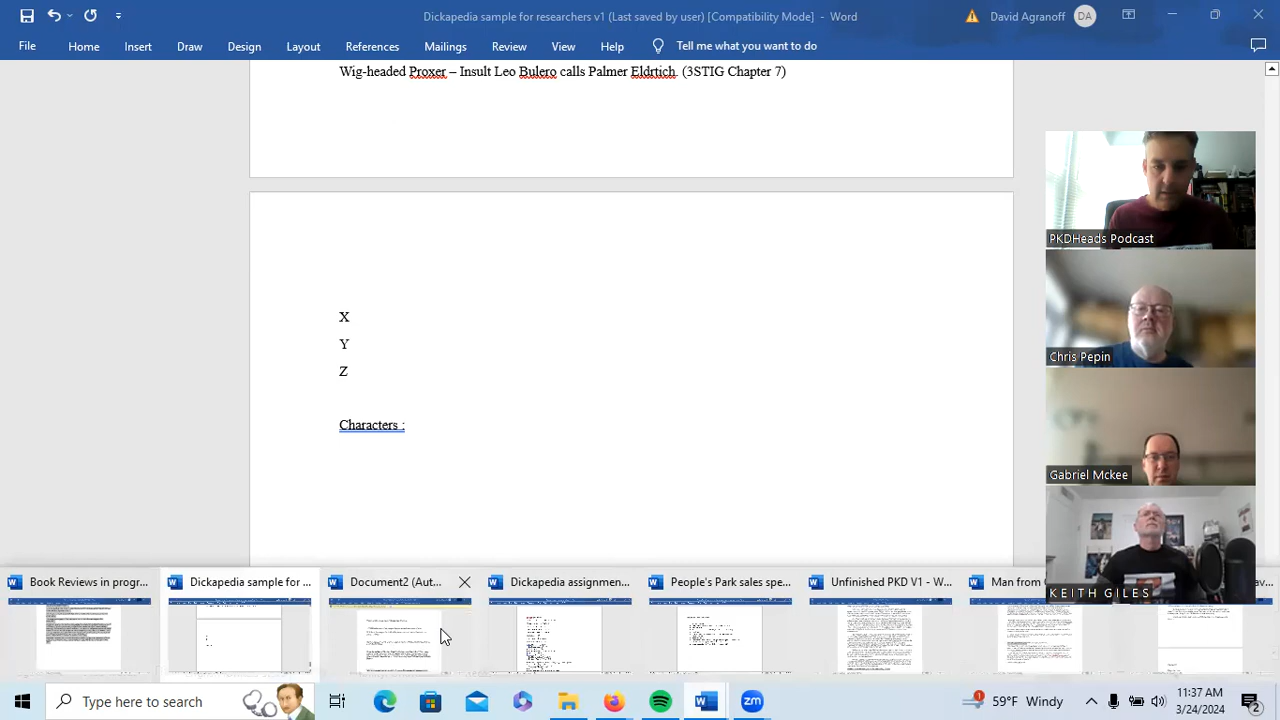 Dickapedia sample for researchers v1 (Last saved by user) [Compatibility Mode] - Word
David Agranoff
DA
File
Home
Insert
Draw
Design
Layout
References
Mailings
Review
View
Help
Tell me what you want to do
Wig-headed Proxer – Insult Leo Bulero calls Palmer Eldrtich (3STIG Chapter 7)
PKDHeads Podcast
X
Y
Chris Pepin
Z
Characters :
Gabriel Mckee
KEITH GILES
Book Reviews in progr...
Dickapedia sample for ...
Document2 (Aut...
Dickapedia assignmen...
People's Park sales spe...
Unfinished PKD V1 - W...
Man from
Type here to search
1
59°F Windy
11:37 AM
3/24/2024
2